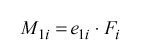 M₁ᵢ = e₁ᵢ · Fᵢ